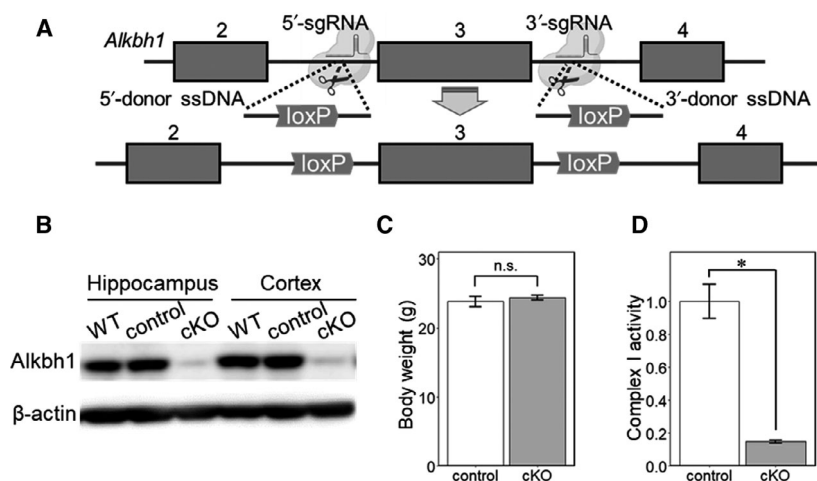 A
Alkbh1
2
5′-sgRNA
3
3′-sgRNA
4
5′-donor ssDNA
loxP
loxP
3′-donor ssDNA
2
loxP
3
loxP
4
B
Hippocampus Cortex
WT control cKO WT control cKO
Alkbh1
β-actin
C
Body weight (g)
30
20
10
0
n.s.
control cKO
D
Complex I activity
1.0
0.8
0.6
0.4
0.2
0.0
*
control cKO